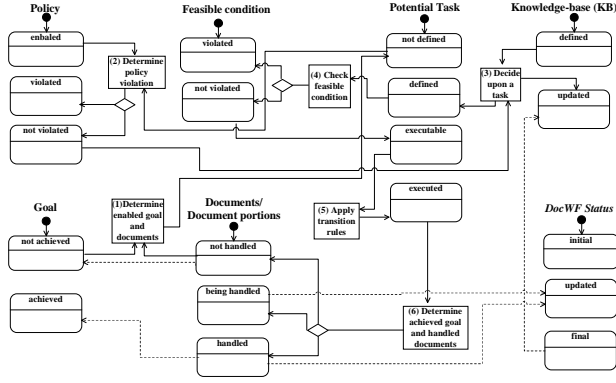 Policy
Feasible condition
Potential Task
Knowledge-base (KB)
enbaled
violated
not defined
defined
(2) Determine
policy
violation
(4) Check
feasible
condition
(3) Decide
upon a
task
violated
not violated
defined
updated
not violated
executable
executed
Goal
(1)Determine
enabled goal
and
documents
Documents/
Document portions
(5) Apply
transition
rules
DocWF Status
not achieved
not handled
initial
achieved
being handled
updated
(6) Determine
achieved goal
and handled
documents
handled
final